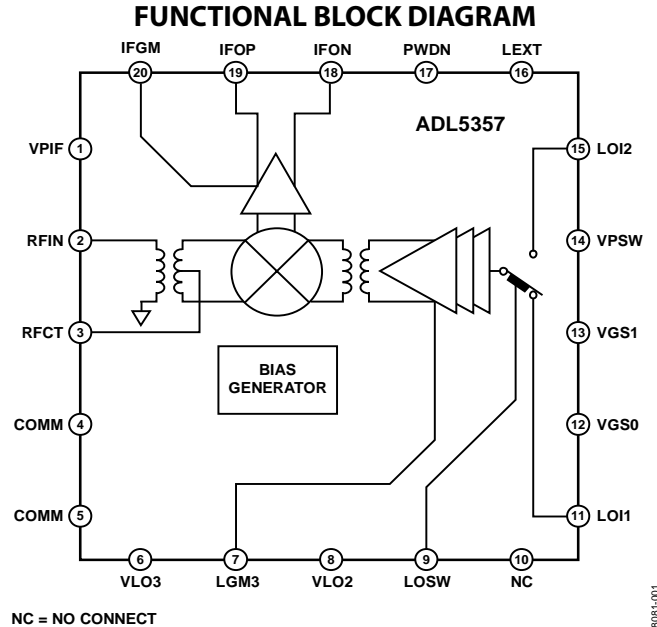 FUNCTIONAL BLOCK DIAGRAM
IFGM IFOP IFON PWDN LEXT
20 19 18 17 16
ADL5357
VPIF 1
15 LOI2
RFIN 2
14 VPSW
RFCT 3
13 VGS1
BIAS
GENERATOR
COMM 4
12 VGS0
COMM 5
11 LOI1
6 7 8 9 10
VLO3 LGM3 VLO2 LOSW NC
NC = NO CONNECT
8081-001